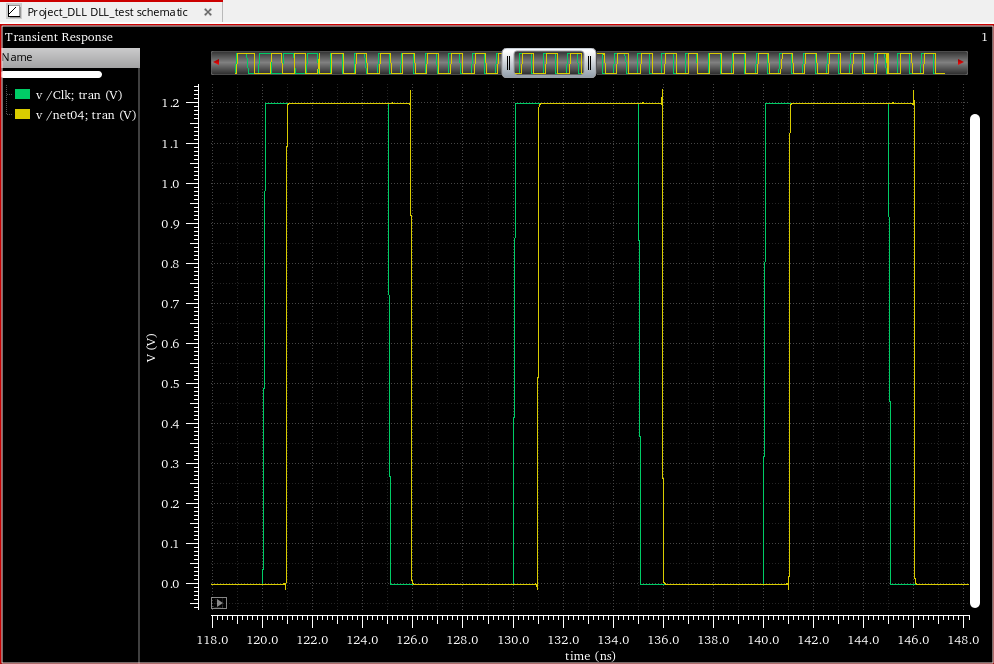 Project_DLL DLL_test schematic ×
Transient Response
1
Name
v /Clk; tran (V)
v /net04; tran (V)
1.2
1.1
1.0
0.9
0.8
0.7
0.6
0.5
0.4
0.3
0.2
0.1
0.0
V (V)
118.0 120.0 122.0 124.0 126.0 128.0 130.0 132.0 134.0 136.0 138.0 140.0 142.0 144.0 146.0 148.0
time (ns)